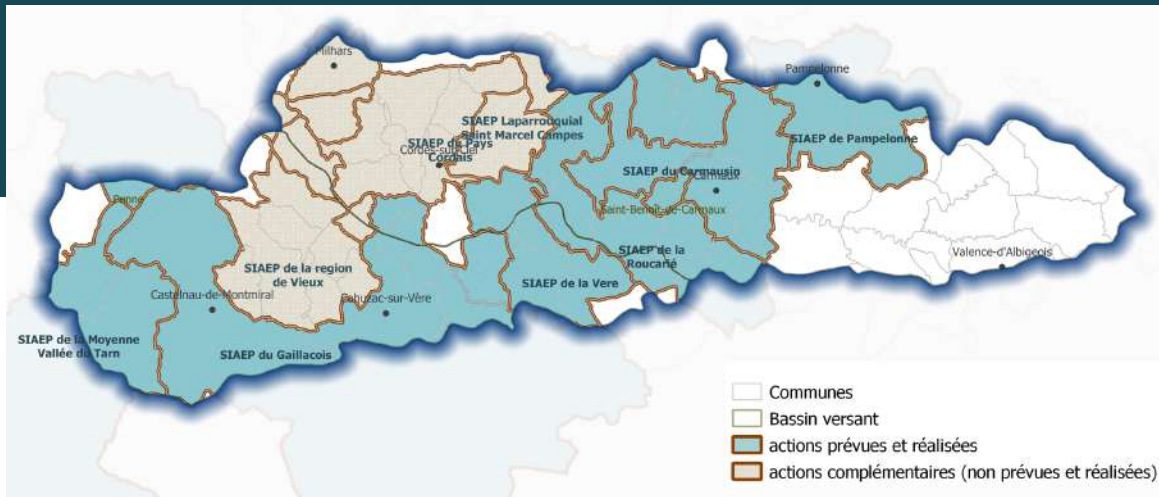 Milhars
Pampelonne
SIAEP Laparrouquial
Saint Marcel Campes
SIAEP du Pays
Cordais
Cordes-sur-Ciel
SIAEP de Pampelonne
SIAEP du Carmausin
Carmaux
Penne
Saint-Benoît-de-Carmaux
SIAEP de la
Roucarié
Valence-d'Albigeois
SIAEP de la region
de Vieux
SIAEP de la Vere
Castelnau-de-Montmiral
Cahuzac-sur-Vère
SIAEP de la Moyenne
Vallée du Tarn
SIAEP du Gaillacois
Communes
Bassin versant
actions prévues et réalisées
actions complémentaires (non prévues et réalisées)